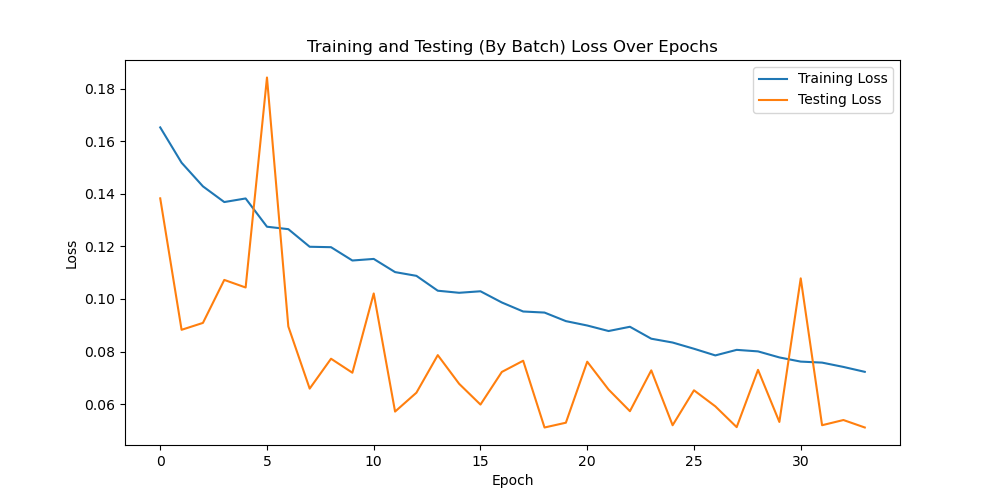 Training and Testing (By Batch) Loss Over Epochs
Training Loss
Testing Loss
0.18
0.16
0.14
0.12
0.10
0.08
0.06
Loss
0 5 10 15 20 25 30
Epoch